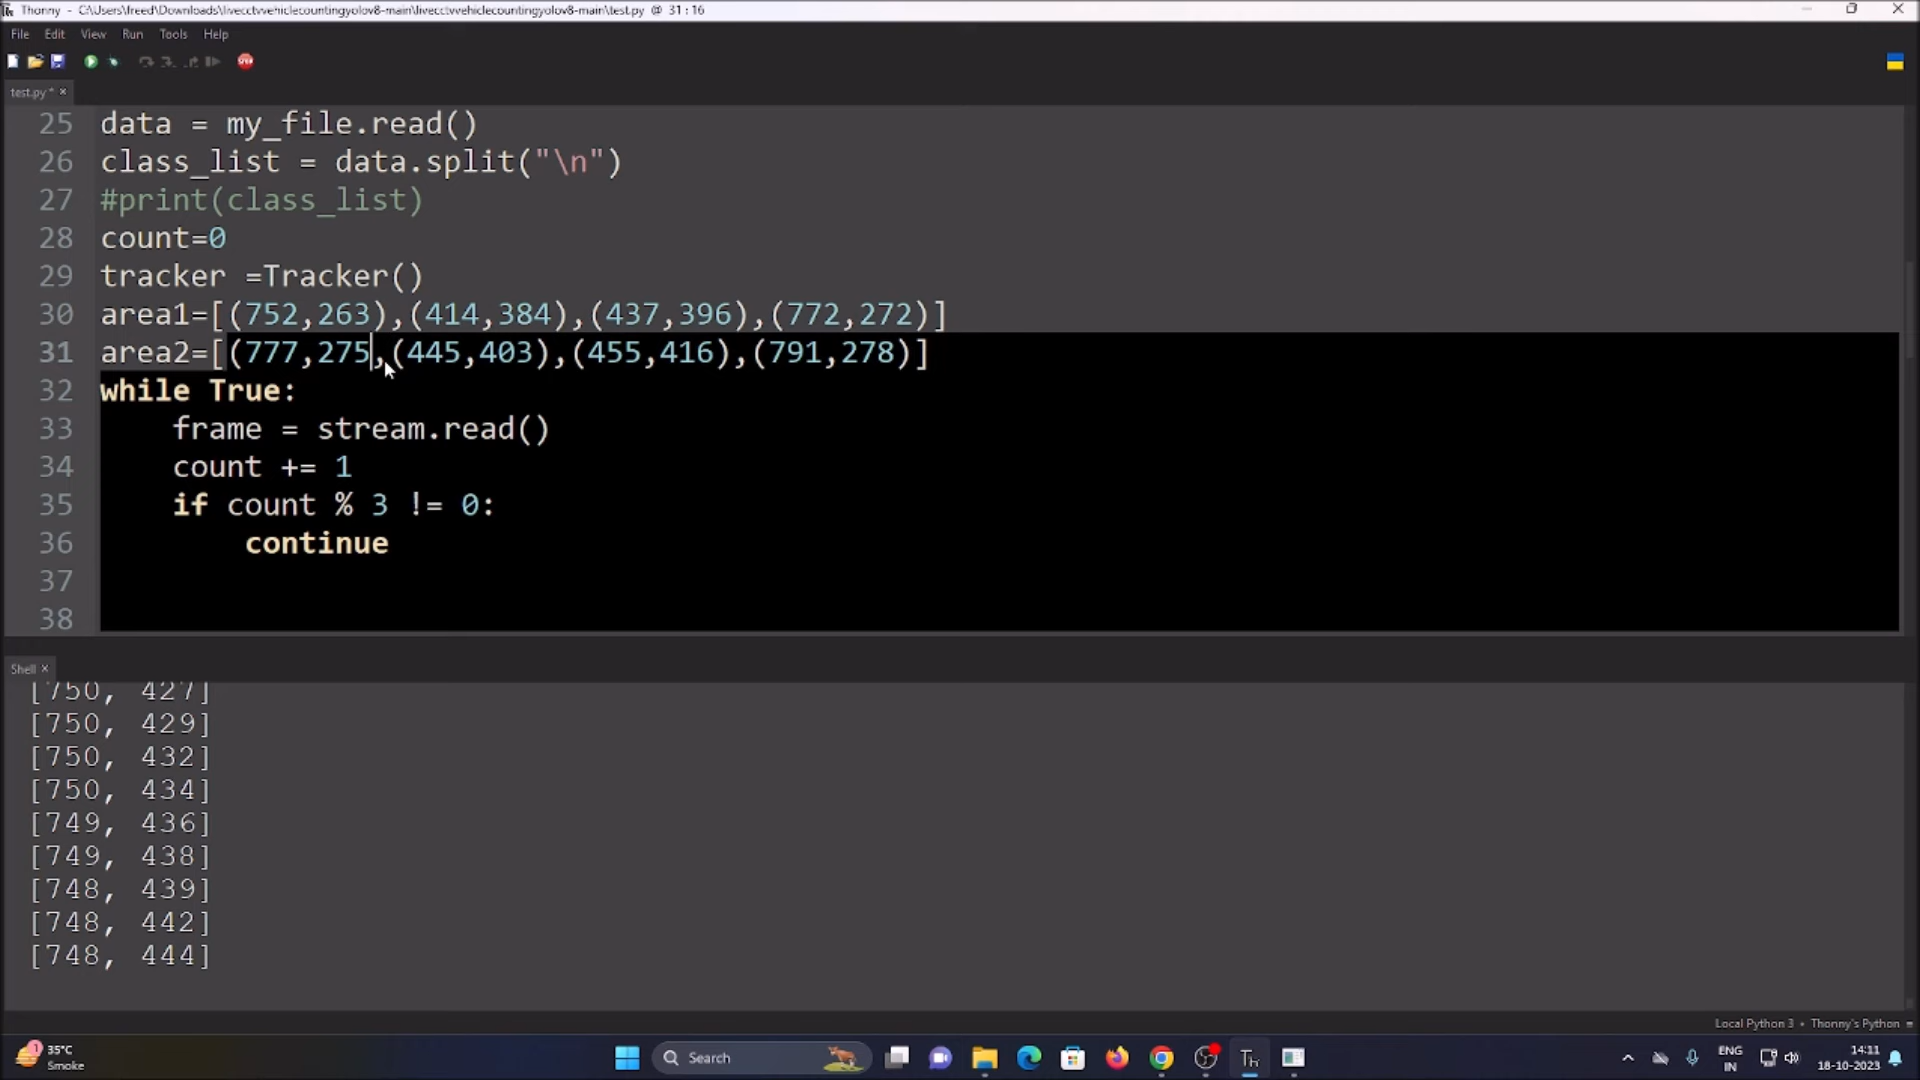 Thonny - C:\Users\freed\Downloads\livecctvvehiclecountingyolov8-main\livecctvvehiclecountingyolov8-main\test.py @ 31:16
File Edit View Run Tools Help
test.py *
25 data = my_file.read()
26 class_list = data.split("\n")
27 #print(class_list)
28 count=0
29 tracker =Tracker()
30 area1=[(752,263),(414,384),(437,396),(772,272)]
31 area2=[(777,275,(445,403),(455,416),(791,278)]
32 while True:
33 frame = stream.read()
34 count += 1
35 if count % 3 != 0:
36 continue
37
38
Shell
[750, 427]
[750, 429]
[750, 432]
[750, 434]
[749, 436]
[749, 438]
[748, 439]
[748, 442]
[748, 444]
Local Python 3 • Thonny's Python
1
35°C
Smoke
Search
Th
ENG
IN
14:11
18-10-2023